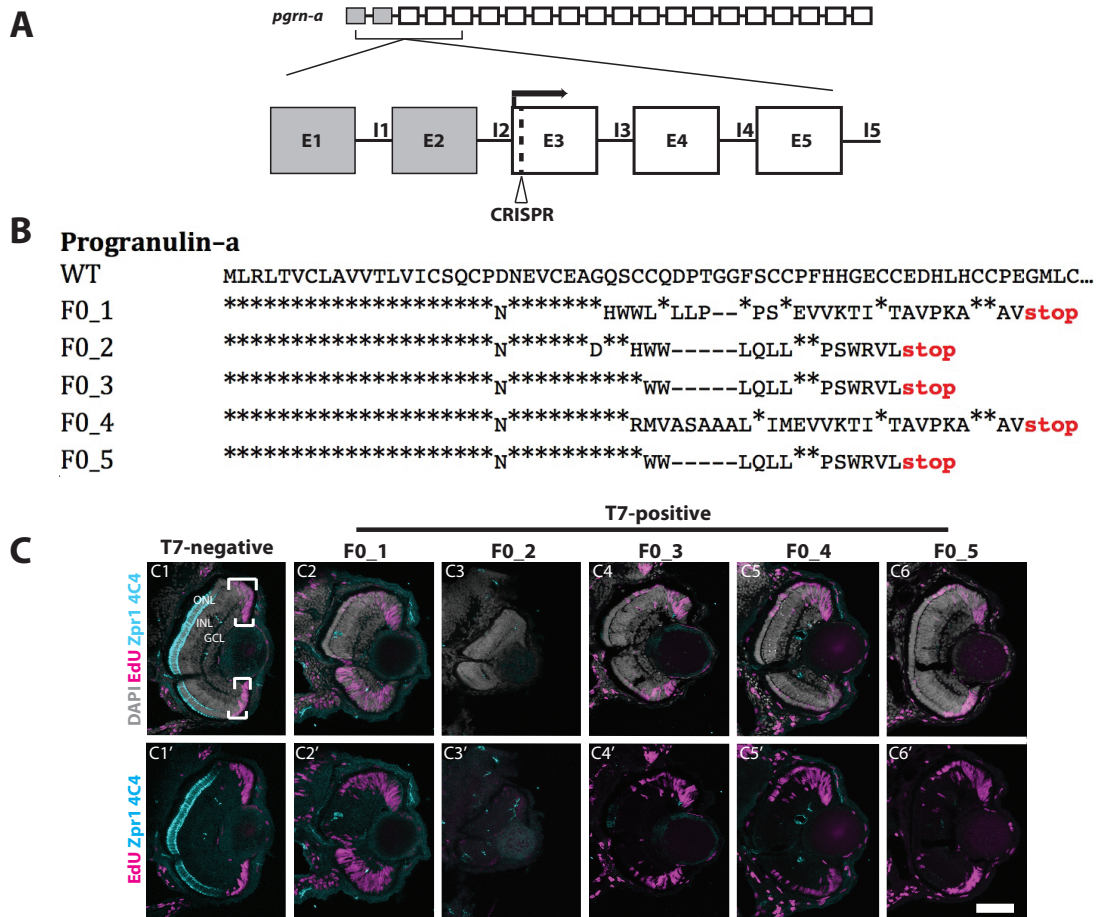 A
pgrn-a
E1
I1
E2
I2
E3
I3
E4
I4
E5
I5
CRISPR
B
Progranulin–a
WT MLRLTVCLAVVTLVICSQCPDNEVCEAGQSCCQDPTGGFSCCPFHHGECCEDHLHCCPEGMLC…
F0_1 ********************N*******HWWL*LLP--*PS*EVVKTI*TAVPKA**AVstop
F0_2 ********************N******D**HWW-----LQLL**PSWRVLstop
F0_3 ********************N**********WW-----LQLL**PSWRVLstop
F0_4 ********************N*********RMVASAAAL*IMEVVKTI*TAVPKA**AVstop
F0_5 ********************N**********WW-----LQLL**PSWRVLstop
C
T7-positive
T7-negative
F0_1
F0_2
F0_3
F0_4
F0_5
DAPI EdU Zpr1 4C4
C1
ONL
INL
GCL
C2
C3
C4
C5
C6
EdU Zpr1 4C4
C1'
C2'
C3'
C4'
C5'
C6'